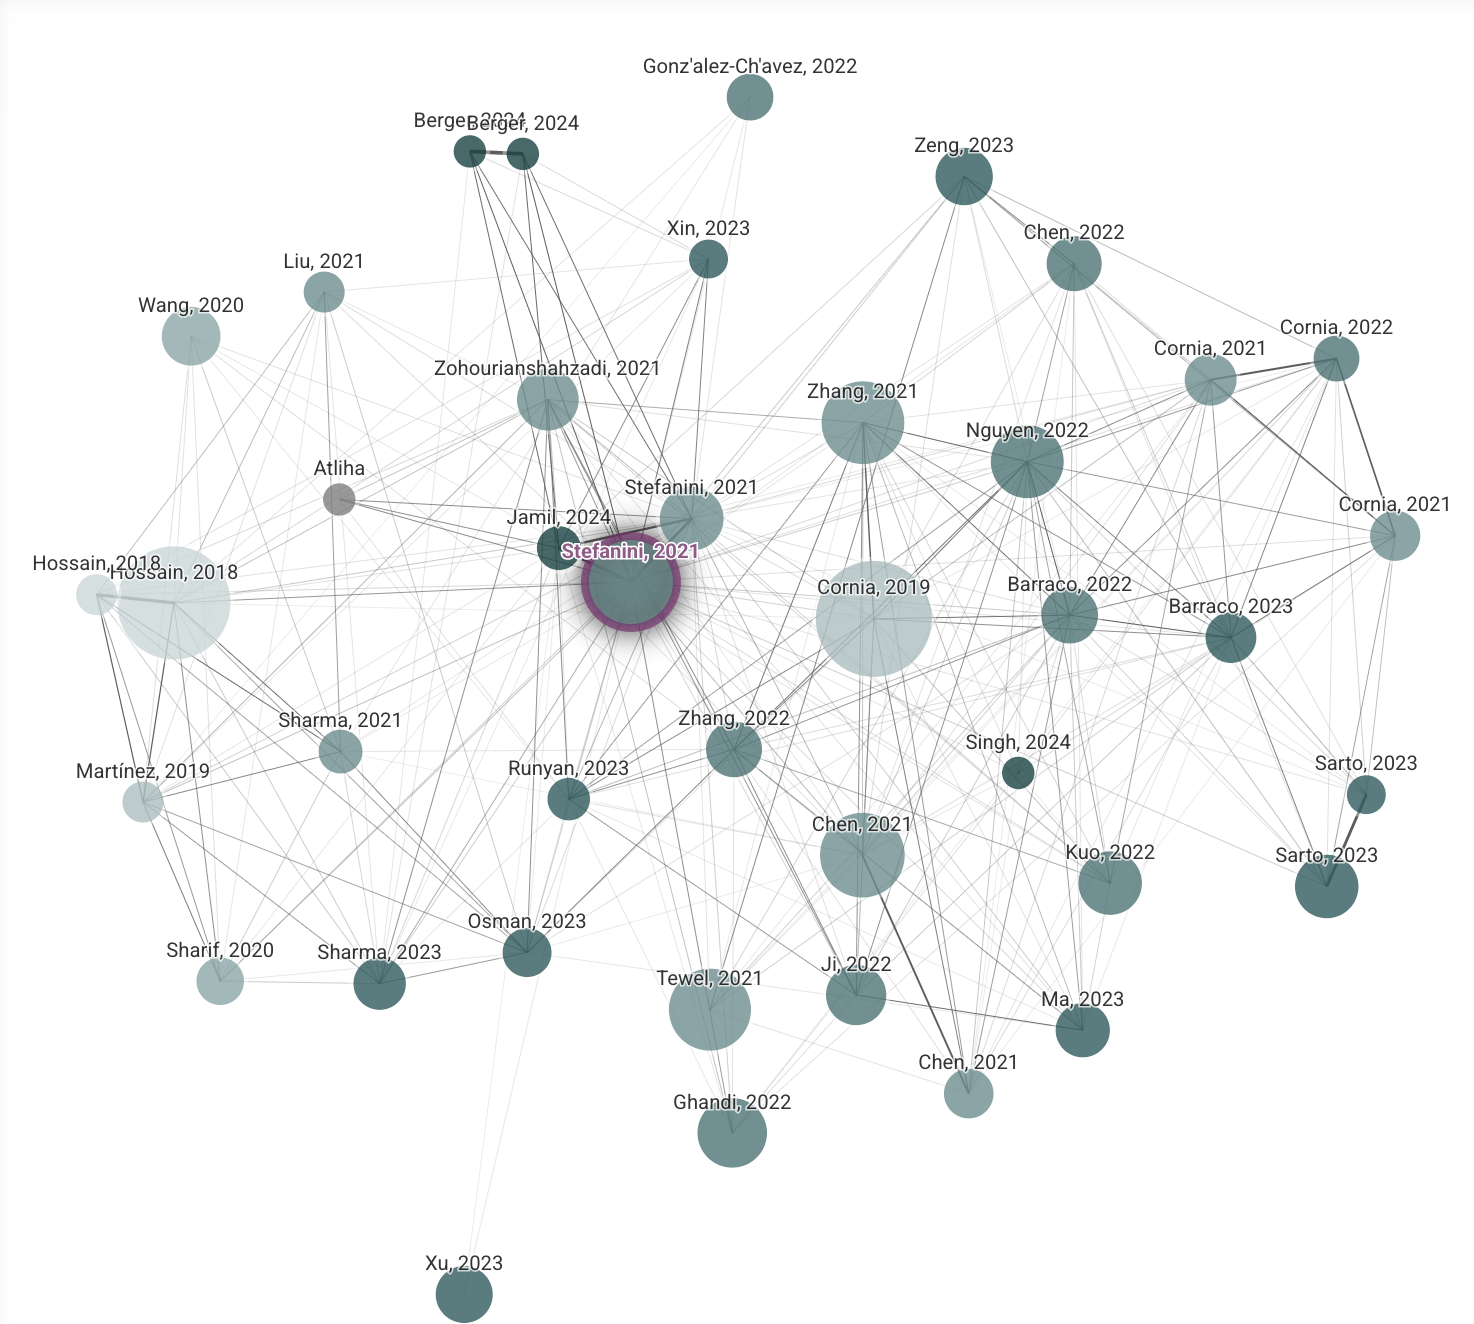 Gonz'alez-Ch'avez, 2022
Berger, 2024
Berger, 2024
Zeng, 2023
Xin, 2023
Chen, 2022
Liu, 2021
Wang, 2020
Cornia, 2022
Cornia, 2021
Zohourianshahzadi, 2021
Zhang, 2021
Nguyen, 2022
Atliha
Stefanini, 2021
Cornia, 2021
Jamil, 2024
Stefanini, 2021
Hossain, 2018
Hossain, 2018
Cornia, 2019
Barraco, 2022
Barraco, 2023
Sharma, 2021
Zhang, 2022
Singh, 2024
Sarto, 2023
Martínez, 2019
Runyan, 2023
Chen, 2021
Kuo, 2022
Sarto, 2023
Osman, 2023
Sharif, 2020
Sharma, 2023
Ji, 2022
Tewel, 2021
Ma, 2023
Chen, 2021
Ghandi, 2022
Xu, 2023